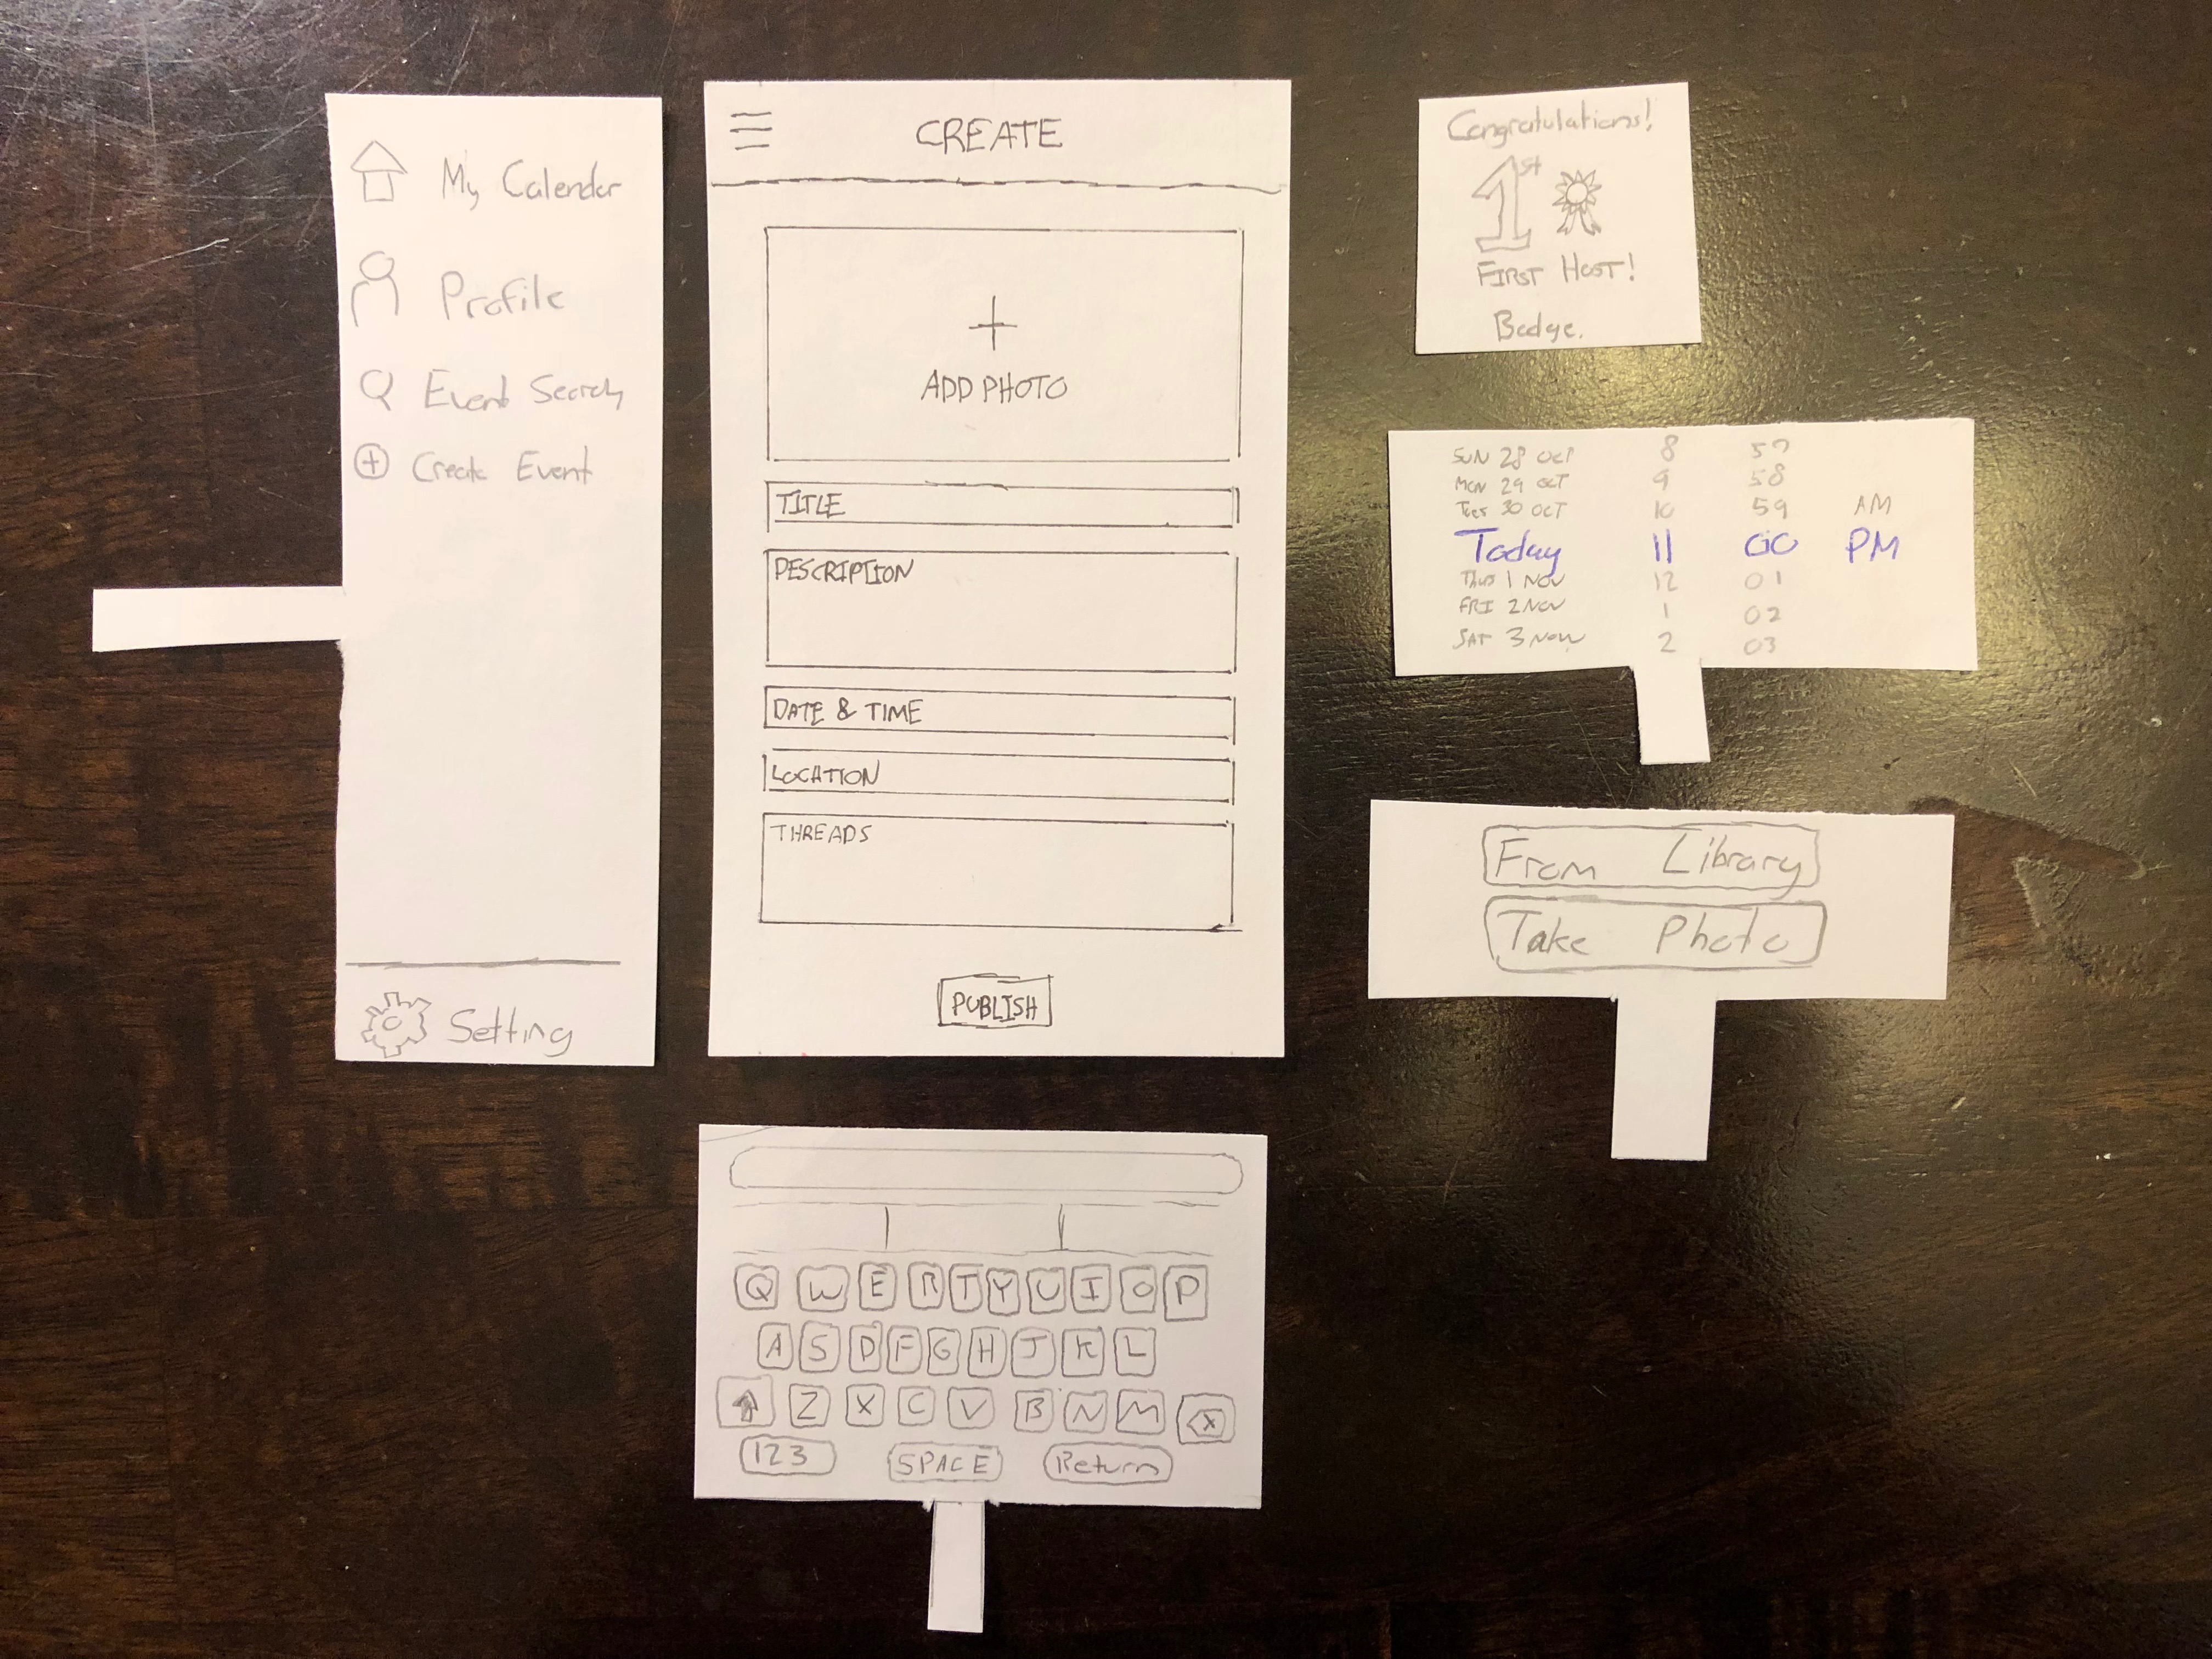 My Calender
Profile
Event Search
Create Event
Setting
CREATE
ADD PHOTO
TITLE
DESCRIPTION
DATE & TIME
LOCATION
THREADS
PUBLISH
Congratulations!
1st
First Host!
Badge.
SUN 28 OCT 8 57
MON 29 OCT 9 58
TUES 30 OCT 10 59 AM
Today 11 00 PM
THUS 1 NOV 12 01
FRI 2 NOV 1 02
SAT 3 NOV 2 03
From Library
Take Photo
Q W E R T Y U I O P
A S D F G H J K L
Z X C V B N M X
123 SPACE Return